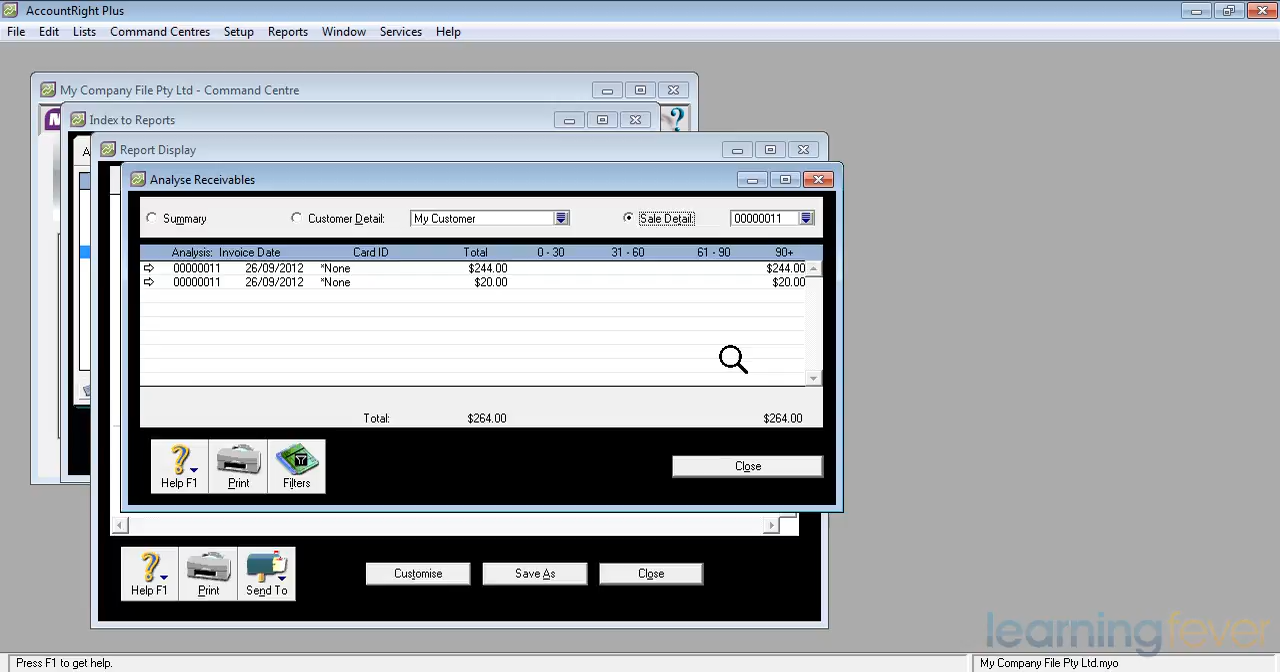 AccountRight Plus
File Edit Lists Command Centres Setup Reports Window Services Help
My Company File Pty Ltd - Command Centre
Index to Reports
Report Display
Analyse Receivables
Summary Customer Detail: My Customer Sale Detail: 00000011
Analysis: Invoice Date Card ID Total 0 - 30 31 - 60 61 - 90 90+
00000011 26/09/2012 *None $244.00 $244.00
00000011 26/09/2012 *None $20.00 $20.00
Total: $264.00 $264.00
Help F1 Print Filters Close
Help F1 Print Send To Customise Save As Close
learningfever
Press F1 to get help. My Company File Pty Ltd.myo